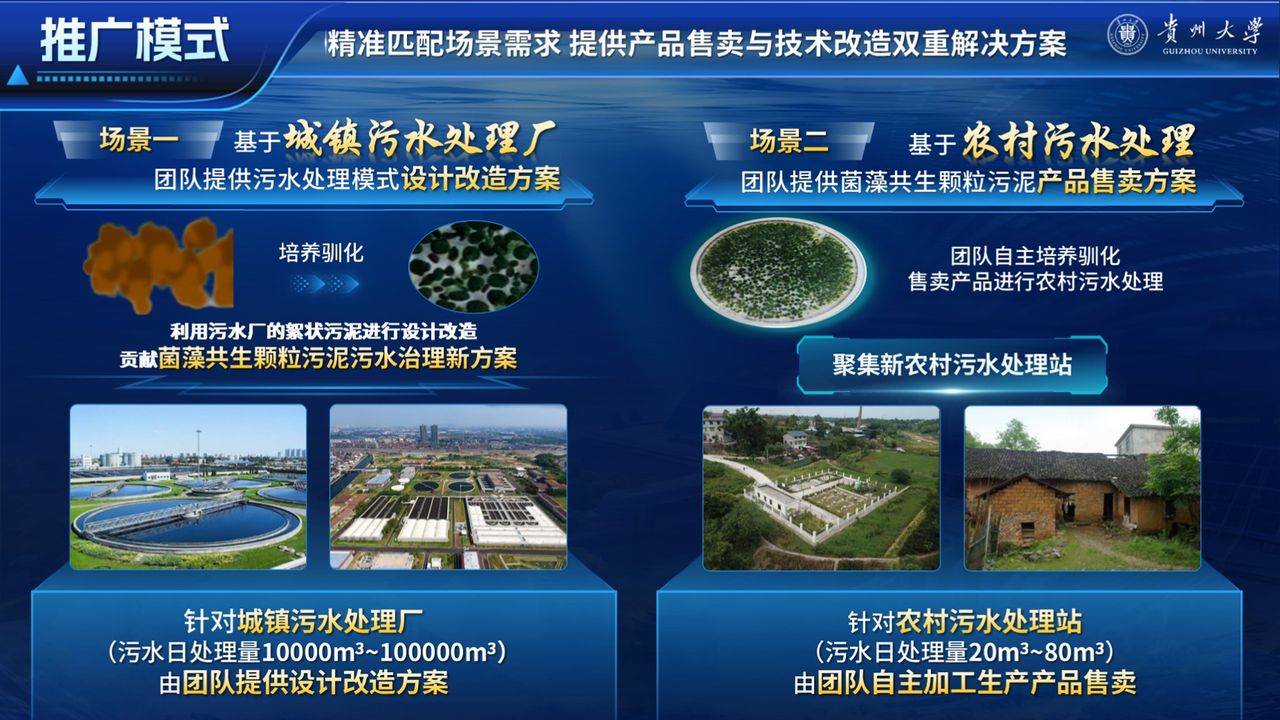 推广模式
精准匹配场景需求 提供产品售卖与技术改造双重解决方案
贵州大学
GUIZHOU UNIVERSITY
场景一
基于城镇污水处理厂
团队提供污水处理模式设计改造方案
培养驯化
利用污水厂的絮状污泥进行设计改造
贡献菌藻共生颗粒污泥污水治理新方案
针对城镇污水处理厂
（污水日处理量10000m³~100000m³）
由团队提供设计改造方案
场景二
基于农村污水处理
团队提供菌藻共生颗粒污泥产品售卖方案
团队自主培养驯化
售卖产品进行农村污水处理
聚集新农村污水处理站
针对农村污水处理站
（污水日处理量20m³~80m³）
由团队自主加工生产产品售卖